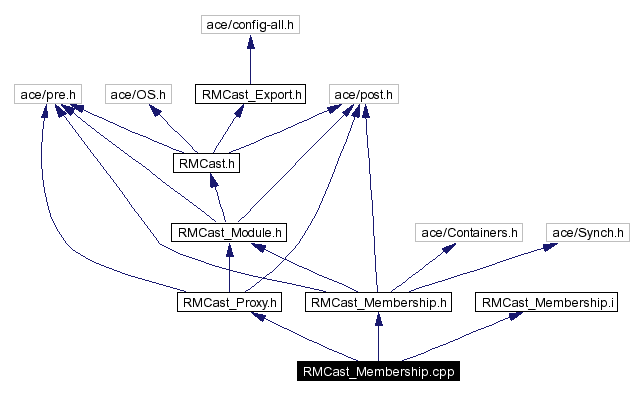 ace/config-all.h
ace/pre.h
ace/OS.h
RMCast_Export.h
ace/post.h
RMCast.h
RMCast_Module.h
ace/Containers.h
ace/Synch.h
RMCast_Proxy.h
RMCast_Membership.h
RMCast_Membership.i
RMCast_Membership.cpp